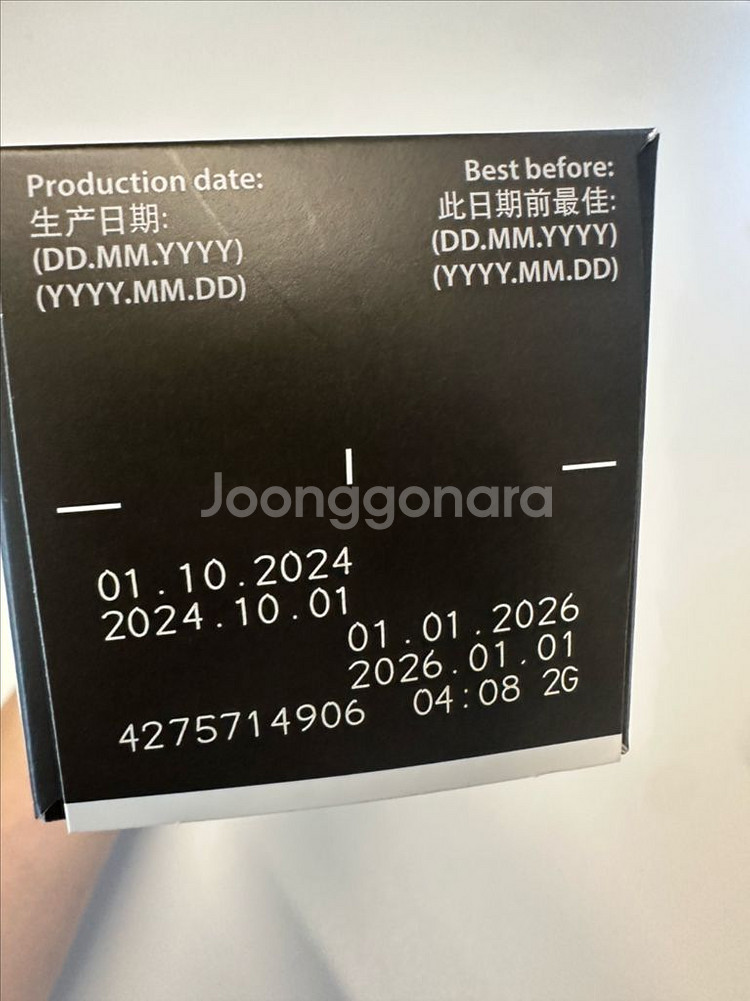 Production date:
生产日期:
(DD.MM.YYYY)
(YYYY.MM.DD)
Best before:
此日期前最佳:
(DD.MM.YYYY)
(YYYY.MM.DD)
Joonggonara
01.10.2024
2024.10.01
01.01.2026
2026.01.01
4275714906 04:08 2G